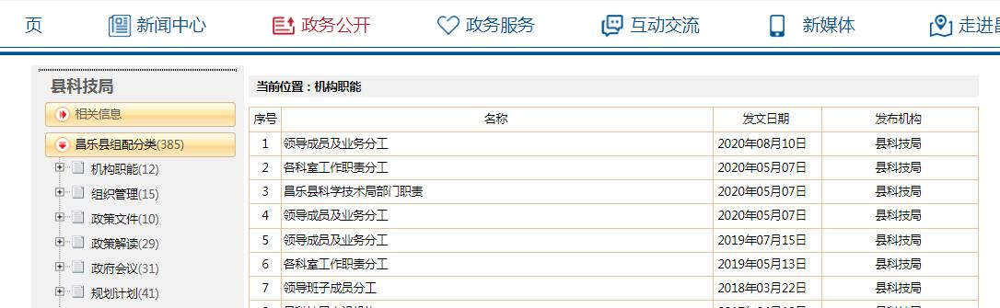 页 新闻中心 政务公开 政务服务 互动交流 新媒体 走进昌
县科技局
相关信息
昌乐县组配分类(385)
机构职能(12)
组织管理(15)
政策文件(10)
政策解读(29)
政府会议(31)
规划计划(41)
当前位置：机构职能
序号 名称 发文日期 发布机构
1 领导成员及业务分工 2020年08月10日 县科技局
2 各科室工作职责分工 2020年05月07日 县科技局
3 昌乐县科学技术局部门职责 2020年05月07日 县科技局
4 领导成员及业务分工 2020年05月07日 县科技局
5 领导成员及业务分工 2019年07月15日 县科技局
6 各科室工作职责分工 2019年05月13日 县科技局
7 领导班子成员分工 2018年03月22日 县科技局